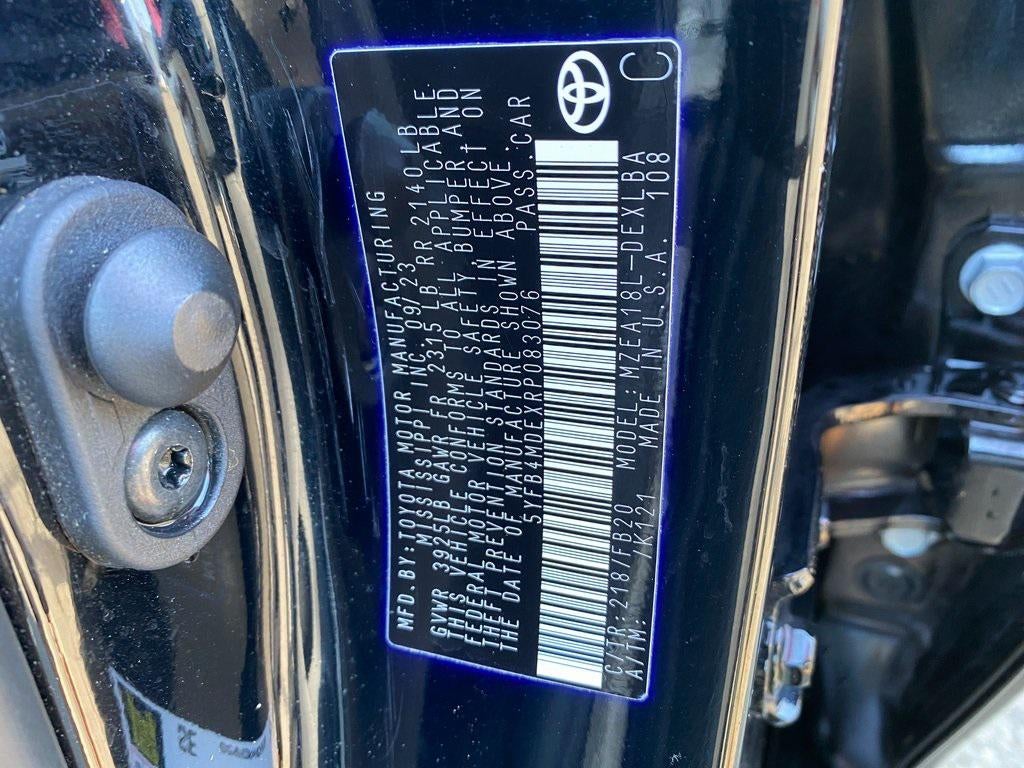 MFD.BY:TOYOTA MOTOR MANUFACTURING
MISSISSIPPI INC. 09/23
GVWR 3925LB GAWR FR 2315 LB RR 2140LB
THIS VEHICLE CONFORMS TO ALL APPLICABLE
FEDERAL MOTOR VEHICLE SAFETY, BUMPER AND
THEFT PREVENTION STANDARDS IN EFFECT ON
THE DATE OF MANUFACTURE SHOWN ABOVE.
5YFB4MDEXRP083076 PASS.CAR
C/TR:218/FB20 MODEL:MZEA18L-DEXLBA
A/TM: /K121 MADE IN U.S.A. 108
C